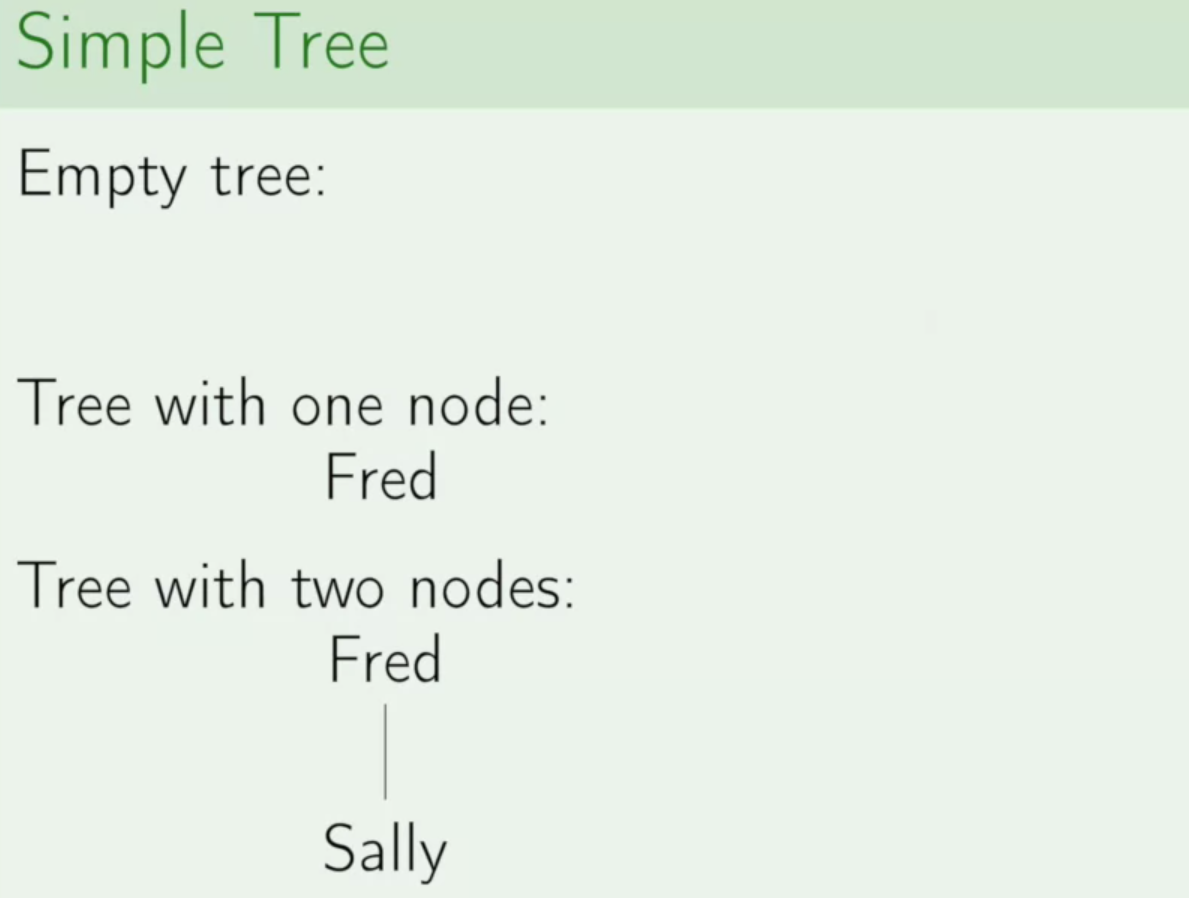 Simple Tree
Empty tree:
Tree with one node:
Fred
Tree with two nodes:
Fred
Sally